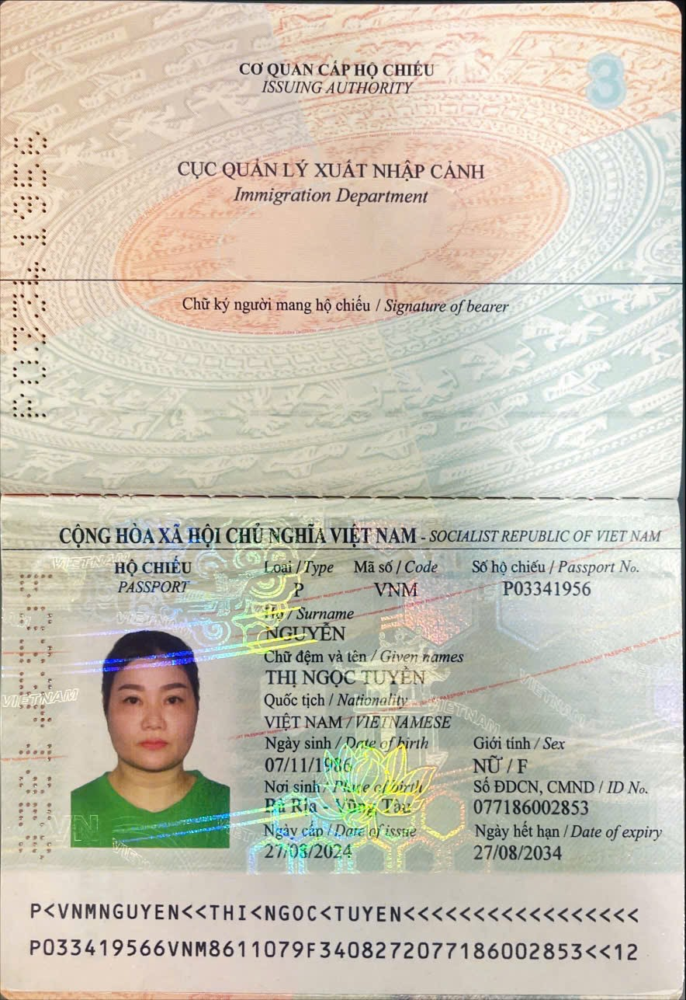 CƠ QUAN CẤP HỘ CHIẾU
ISSUING AUTHORITY
3
CỤC QUẢN LÝ XUẤT NHẬP CẢNH
Immigration Department
Chữ ký người mang hộ chiếu / Signature of bearer
CỘNG HÒA XÃ HỘI CHỦ NGHĨA VIỆT NAM - SOCIALIST REPUBLIC OF VIET NAM
HỘ CHIẾU
PASSPORT
Loại / Type Mã số / Code Số hộ chiếu / Passport No.
P VNM P03341956
Họ / Surname
NGUYỄN
Chữ đệm và tên / Given names
THỊ NGỌC TUYỀN
Quốc tịch / Nationality
VIỆT NAM / VIETNAMESE
Ngày sinh / Date of birth Giới tính / Sex
07/11/1986 NỮ / F
Nơi sinh / Place of birth Số ĐDCN, CMND / ID No.
Bà Rịa - Vũng Tàu 077186002853
Ngày cấp / Date of issue Ngày hết hạn / Date of expiry
27/08/2024 27/08/2034
VIETNAM
VN
P<VNMNGUYEN<<THI<NGOC<TUYEN<<<<<<<<<<<<<<<<<
P033419566VNM8611079F3408272077186002853<<12